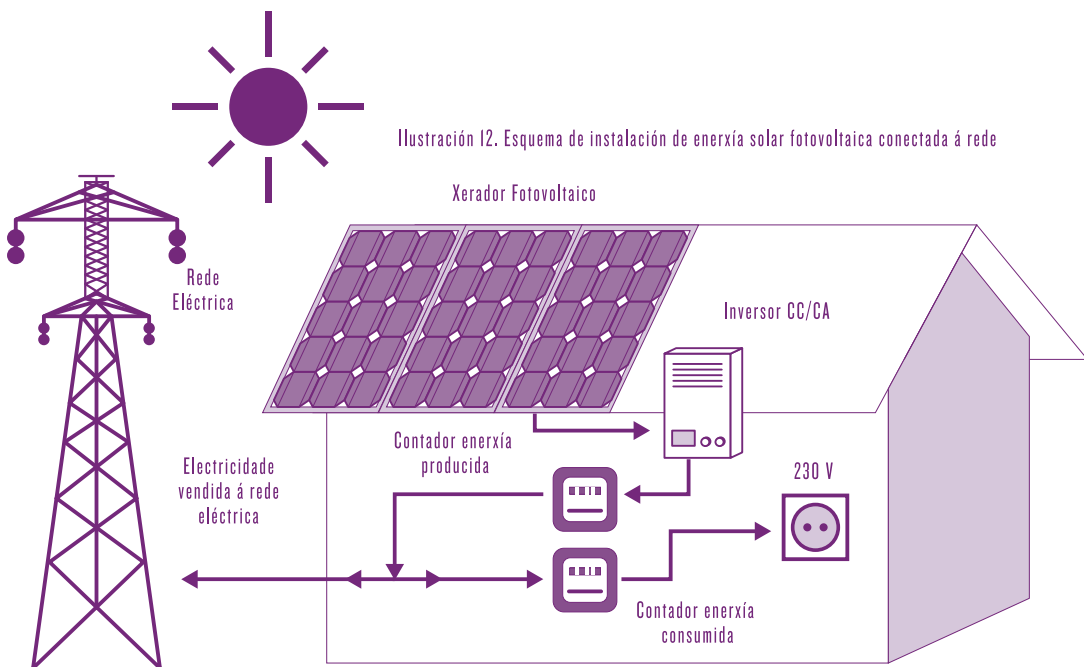 Ilustración 12. Esquema de instalación de enerxía solar fotovoltaica conectada á rede
Xerador Fotovoltaico
Rede
Eléctrica
Inversor CC/CA
Contador enerxía
producida
Electricidade
vendida á rede
eléctrica
230 V
Contador enerxía
consumida